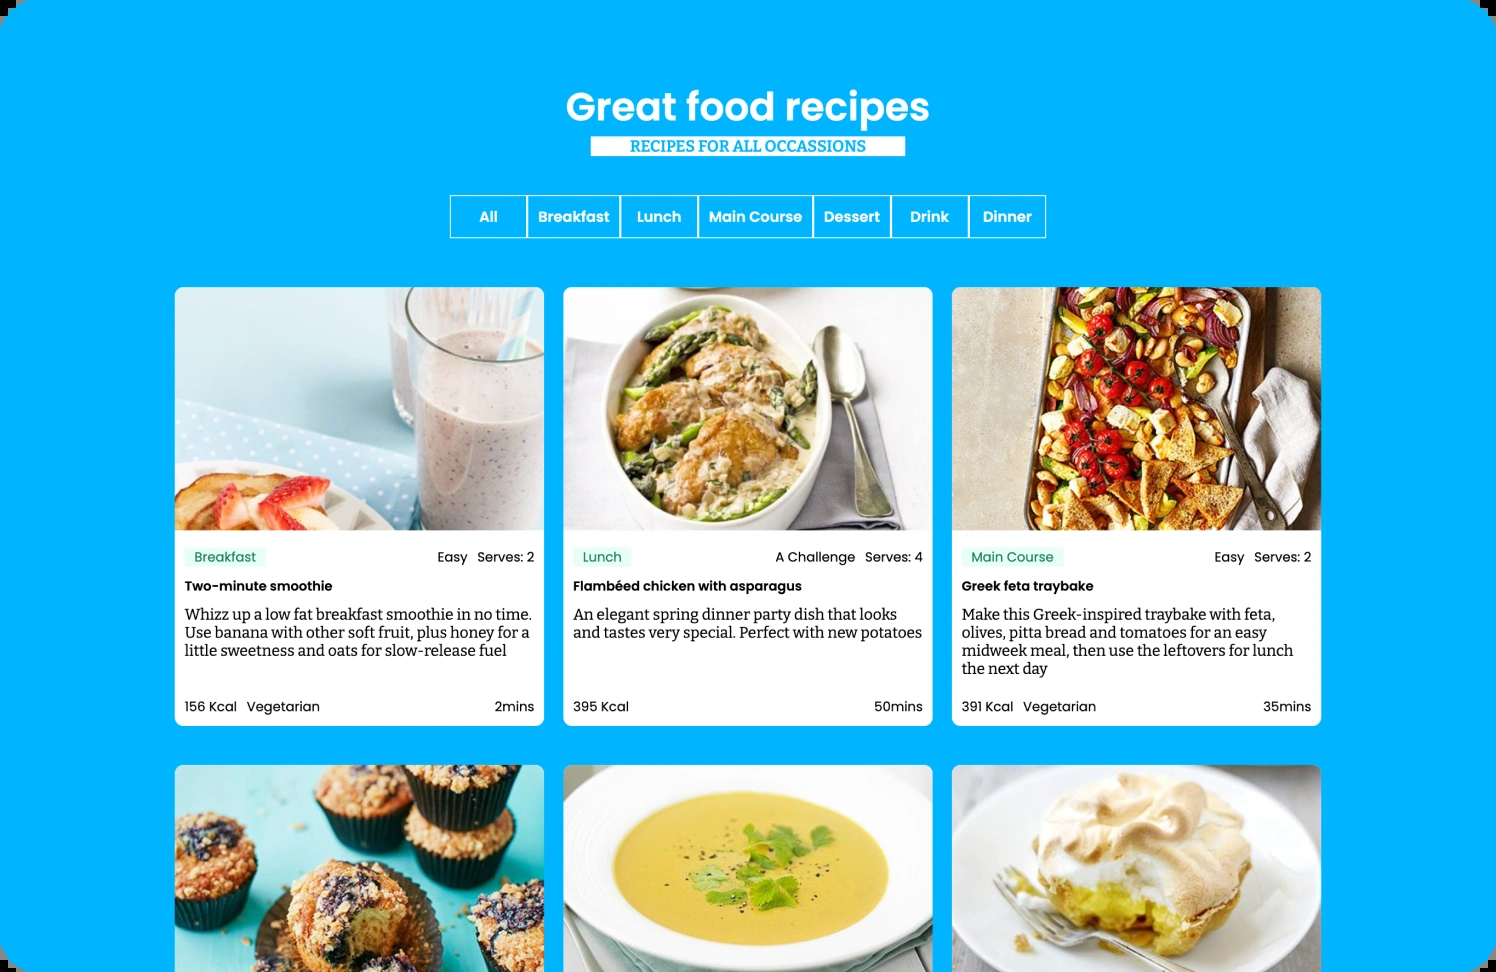 Great food recipes
RECIPES FOR ALL OCCASSIONS
All Breakfast Lunch Main Course Dessert Drink Dinner
Breakfast Easy Serves: 2
Two-minute smoothie
Whizz up a low fat breakfast smoothie in no time.
Use banana with other soft fruit, plus honey for a
little sweetness and oats for slow-release fuel
156 Kcal Vegetarian 2mins
Lunch A Challenge Serves: 4
Flambéed chicken with asparagus
An elegant spring dinner party dish that looks
and tastes very special. Perfect with new potatoes
395 Kcal 50mins
Main Course Easy Serves: 2
Greek feta traybake
Make this Greek-inspired traybake with feta,
olives, pitta bread and tomatoes for an easy
midweek meal, then use the leftovers for lunch
the next day
391 Kcal Vegetarian 35mins